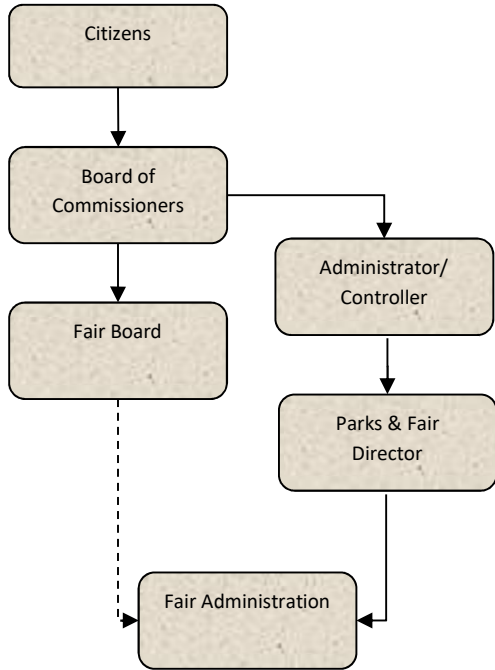 Citizens
Board of
Commissioners
Administrator/
Controller
Fair Board
Parks & Fair
Director
Fair Administration